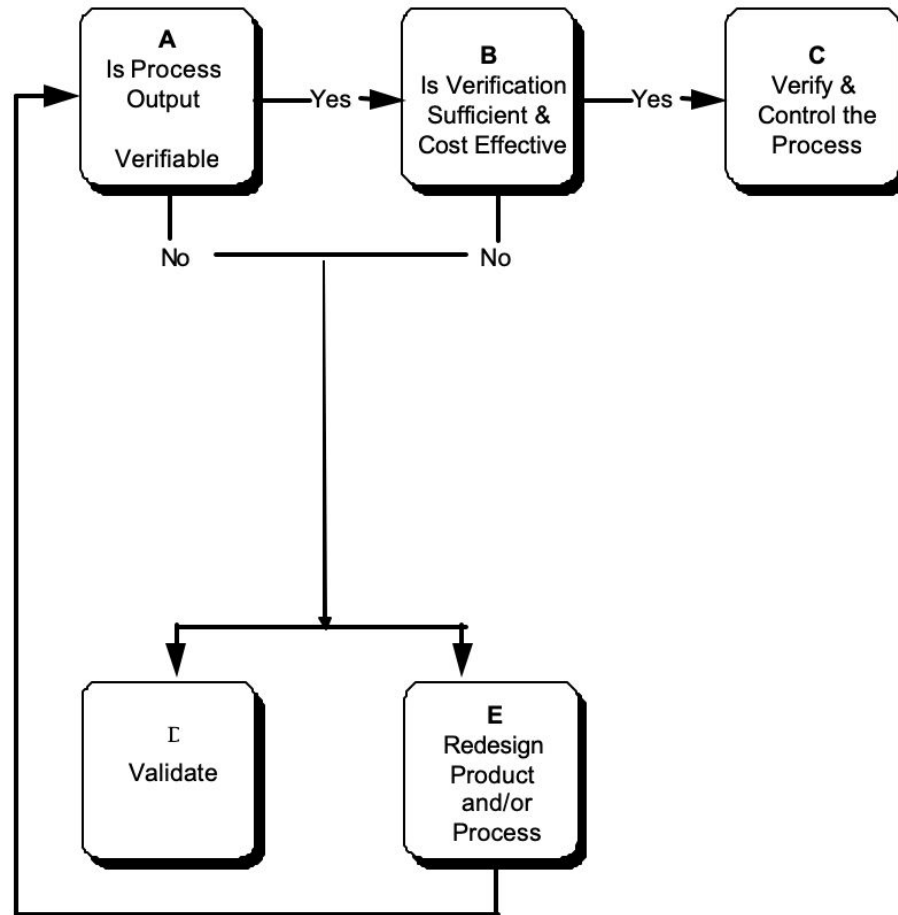 A
Is Process
Output
Verifiable
Yes
B
Is Verification
Sufficient &
Cost Effective
Yes
C
Verify &
Control the
Process
No
No
Validate
E
Redesign
Product
and/or
Process